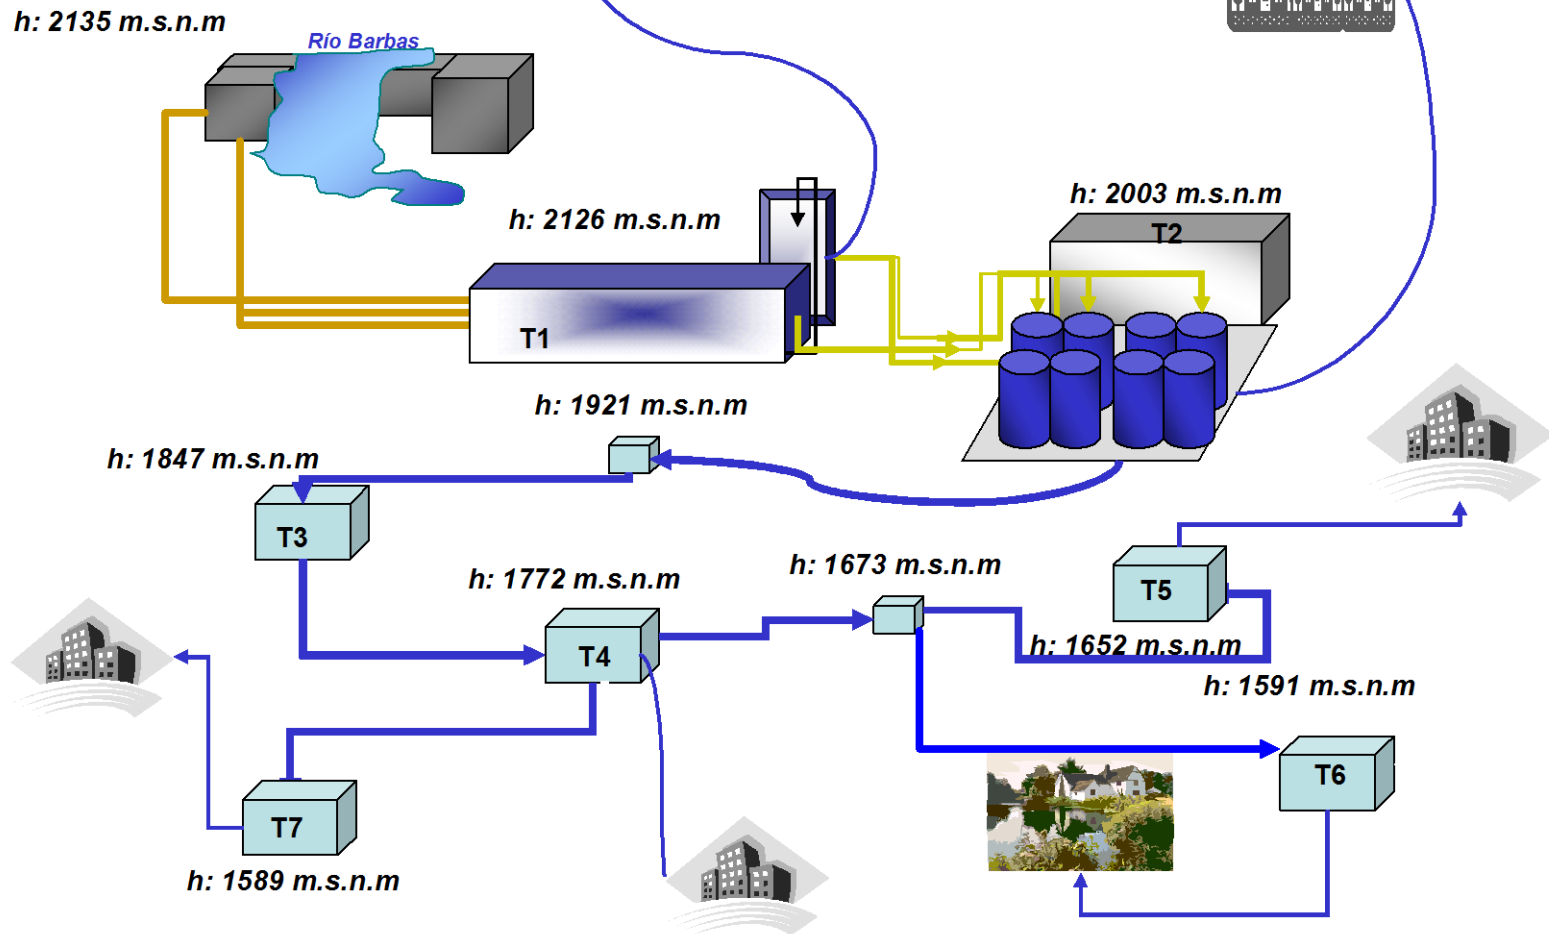 h: 2135 m.s.n.m
Río Barbas
h: 2126 m.s.n.m
h: 2003 m.s.n.m
T2
T1
h: 1921 m.s.n.m
h: 1847 m.s.n.m
T3
h: 1772 m.s.n.m
h: 1673 m.s.n.m
T5
h: 1652 m.s.n.m
T4
h: 1591 m.s.n.m
T6
T7
h: 1589 m.s.n.m